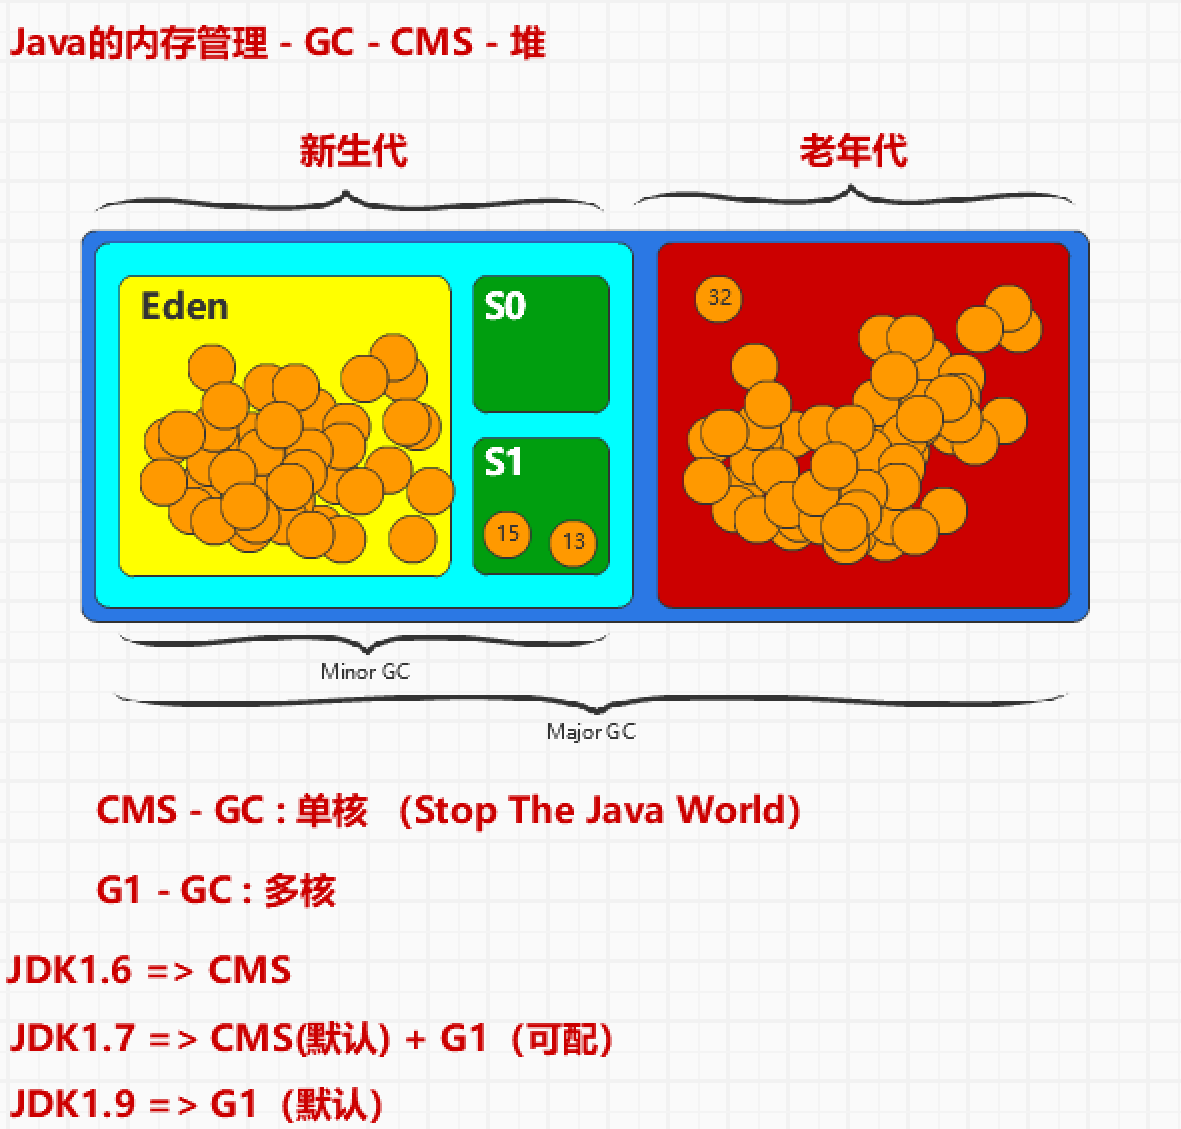 Java的内存管理 - GC - CMS - 堆
新生代
老年代
Eden
S0
32
S1
15
13
Minor GC
Major GC
CMS - GC : 单核 （Stop The Java World）
G1 - GC : 多核
JDK1.6 => CMS
JDK1.7 => CMS(默认) + G1（可配）
JDK1.9 => G1（默认）